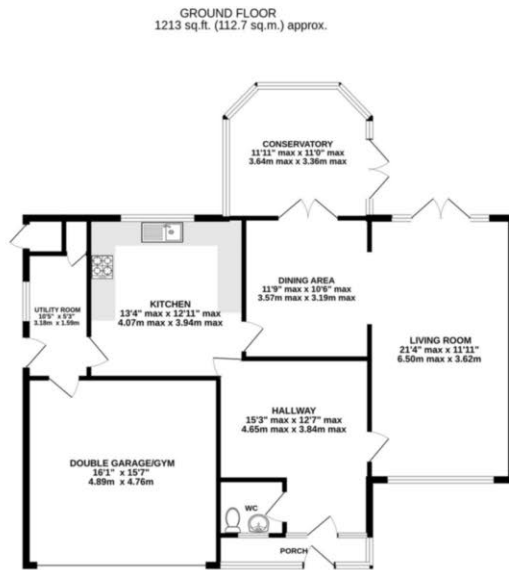 GROUND FLOOR
1213 sq.ft. (112.7 sq.m.) approx.
CONSERVATORY
11'11" max x 11'0" max
3.64m max x 3.36m max
DINING AREA
11'9" max x 10'6" max
3.57m max x 3.19m max
KITCHEN
13'4" max x 12'11" max
4.07m max x 3.94m max
UTILITY ROOM
10'5" x 5'3"
3.18m x 1.59m
LIVING ROOM
21'4" max x 11'11" max
6.50m max x 3.62m max
HALLWAY
15'3" max x 12'7" max
4.65m max x 3.84m max
DOUBLE GARAGE/GYM
16'1" x 15'7"
4.89m x 4.76m
WC
PORCH